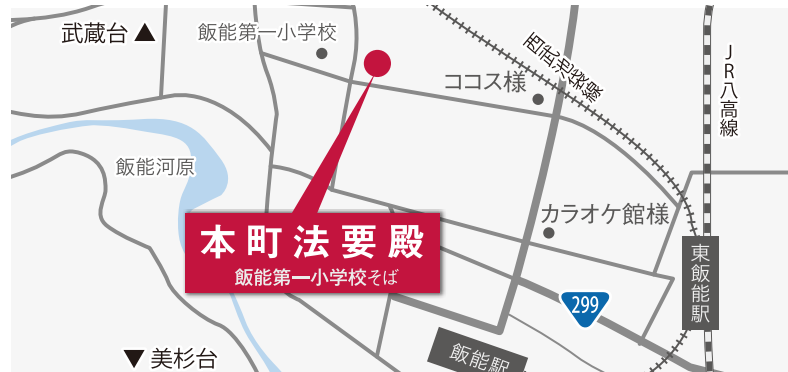 武蔵台▲
飯能第一小学校
西武池袋線
JR八高線
ココス様
飯能河原
カラオケ館様
本町法要殿
飯能第一小学校そば
東飯能駅
299
飯能駅
▼美杉台